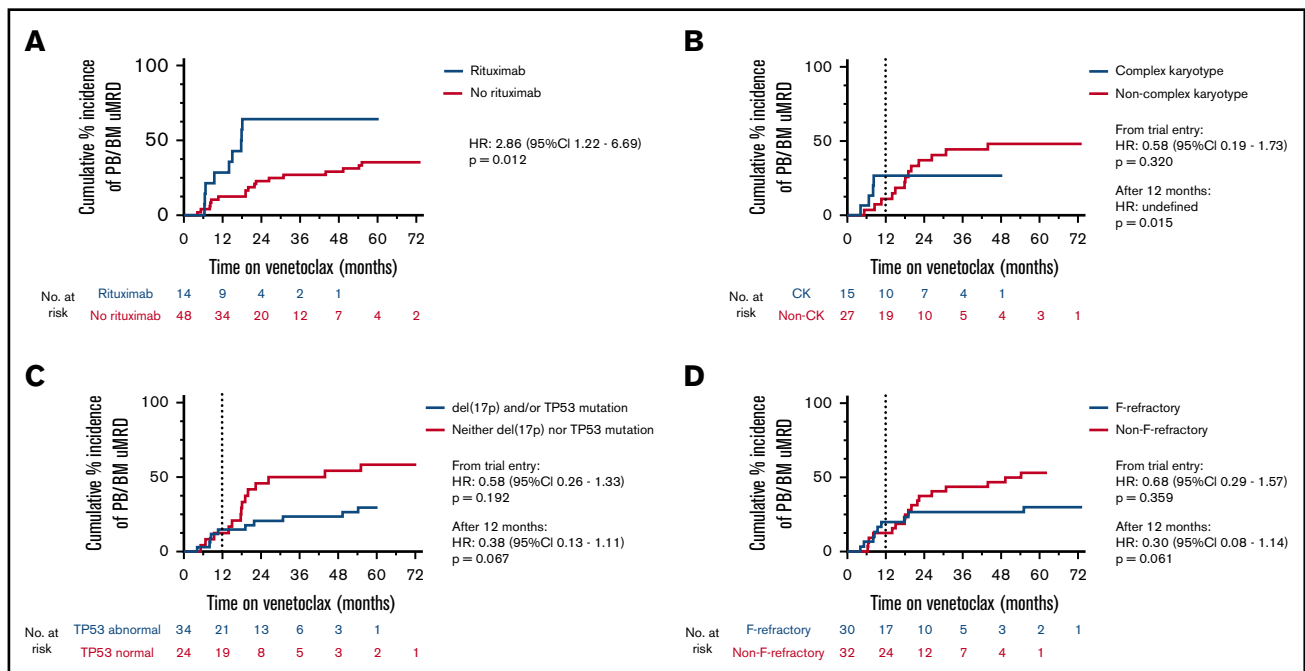 A
Cumulative % incidence
of PB/BM uMRD
100
50
0
0 12 24 36 48 60 72
Time on venetoclax (months)
Rituximab
No rituximab
HR: 2.86 (95%CI 1.22 - 6.69)
p = 0.012
No. at
risk
Rituximab 14 9 4 2 1
No rituximab 48 34 20 12 7 4 2
B
Cumulative % incidence
of PB/BM uMRD
100
50
0
0 12 24 36 48 60 72
Time on venetoclax (months)
Complex karyotype
Non-complex karyotype
From trial entry:
HR: 0.58 (95%CI 0.19 - 1.73)
p = 0.320
After 12 months:
HR: undefined
p = 0.015
No. at
risk
CK 15 10 7 4 1
Non-CK 27 19 10 5 4 3 1
C
Cumulative % incidence
of PB/BM uMRD
100
50
0
0 12 24 36 48 60 72
Time on venetoclax (months)
del(17p) and/or TP53 mutation
Neither del(17p) nor TP53 mutation
From trial entry:
HR: 0.58 (95%CI 0.26 - 1.33)
p = 0.192
After 12 months:
HR: 0.38 (95%CI 0.13 - 1.11)
p = 0.067
No. at
risk
TP53 abnormal 34 21 13 6 3 1
TP53 normal 24 19 8 5 3 2 1
D
Cumulative % incidence
of PB/BM uMRD
100
50
0
0 12 24 36 48 60 72
Time on venetoclax (months)
F-refractory
Non-F-refractory
From trial entry:
HR: 0.68 (95%CI 0.29 - 1.57)
p = 0.359
After 12 months:
HR: 0.30 (95%CI 0.08 - 1.14)
p = 0.061
No. at
risk
F-refractory 30 17 10 5 3 2 1
Non-F-refractory 32 24 12 7 4 1